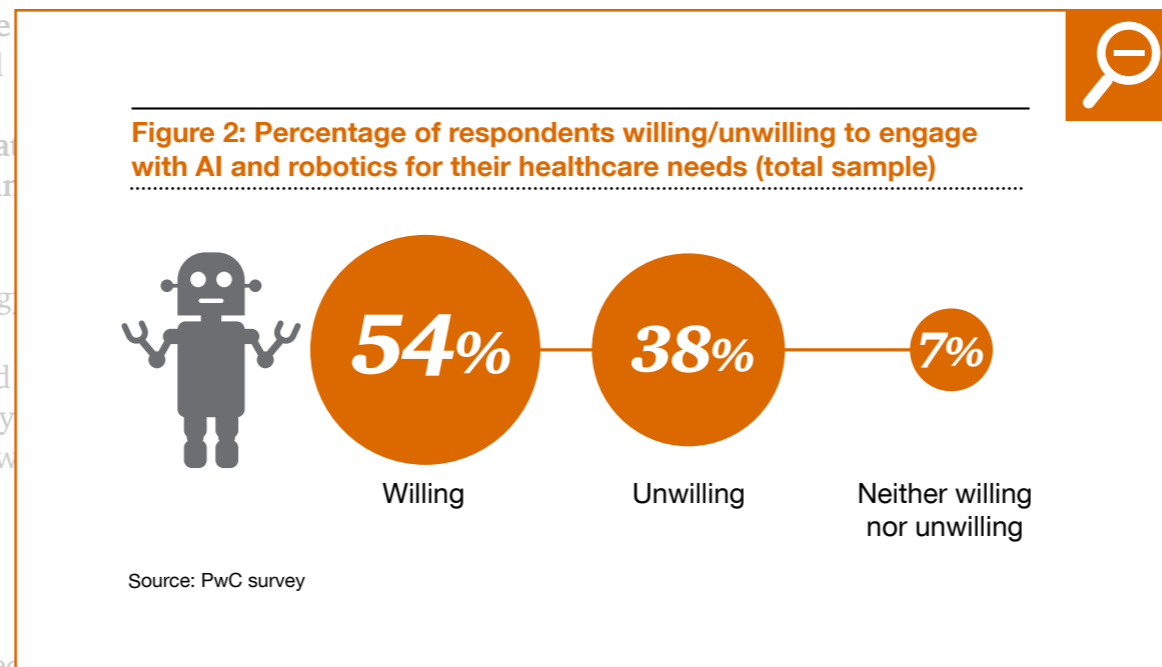 Figure 2: Percentage of respondents willing/unwilling to engage
with AI and robotics for their healthcare needs (total sample)
54%
38%
7%
Willing
Unwilling
Neither willing
nor unwilling
Source: PwC survey